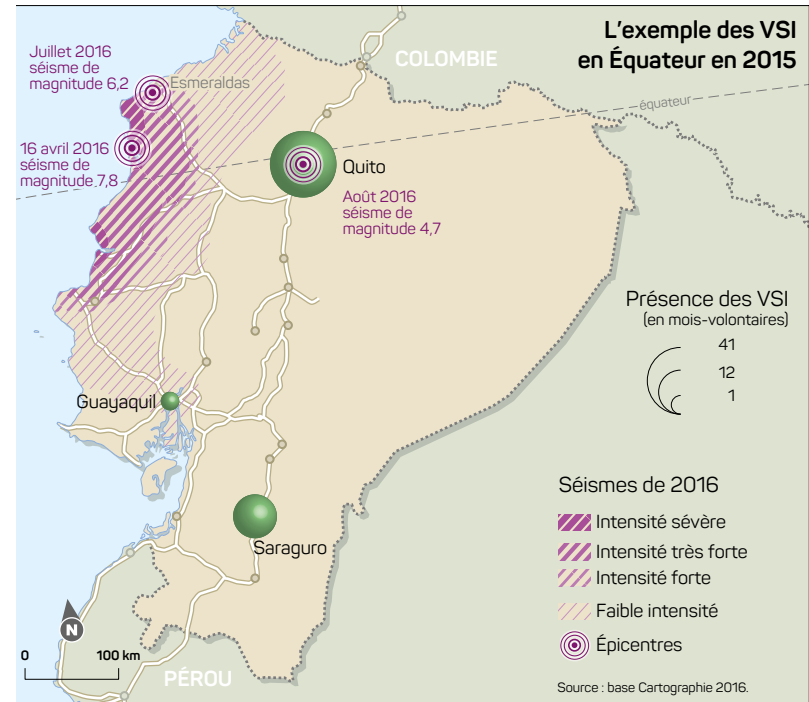 L'exemple des VSI
en Équateur en 2015
Juillet 2016
séisme de
magnitude 6,2
Esmeraldas
COLOMBIE
équateur
16 avril 2016
séisme de
magnitude 7,8
Quito
Août 2016
séisme de
magnitude 4,7
Présence des VSI
(en mois-volontaires)
41
12
1
Guayaquil
Saraguro
Séismes de 2016
Intensité sévère
Intensité très forte
Intensité forte
Faible intensité
Épicentres
N
0 100 km
PÉROU
Source : base Cartographie 2016.